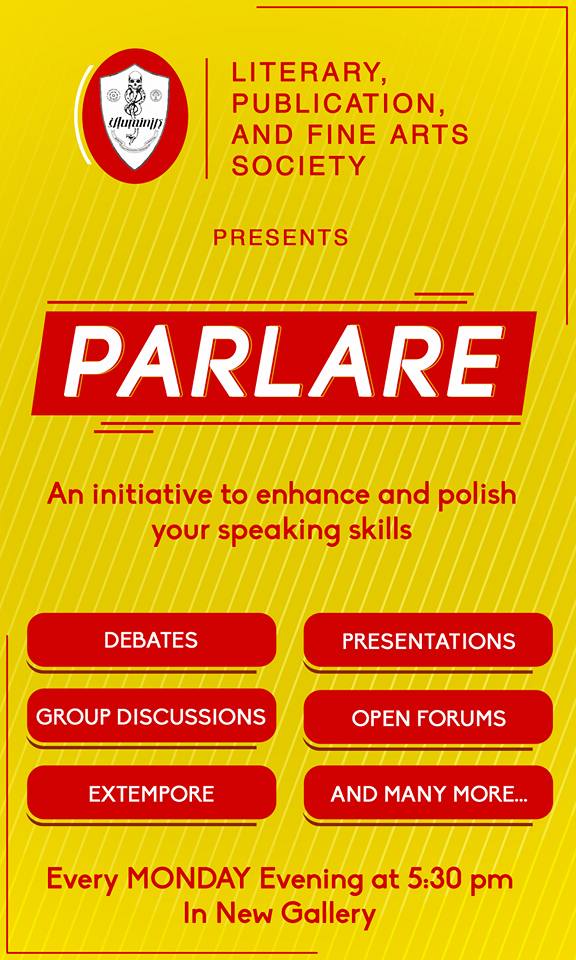 LITERARY,
PUBLICATION,
AND FINE ARTS
SOCIETY
PRESENTS
PARLARE
An initiative to enhance and polish
your speaking skills
DEBATES
PRESENTATIONS
GROUP DISCUSSIONS
OPEN FORUMS
EXTEMPORE
AND MANY MORE...
Every MONDAY Evening at 5:30 pm
In New Gallery